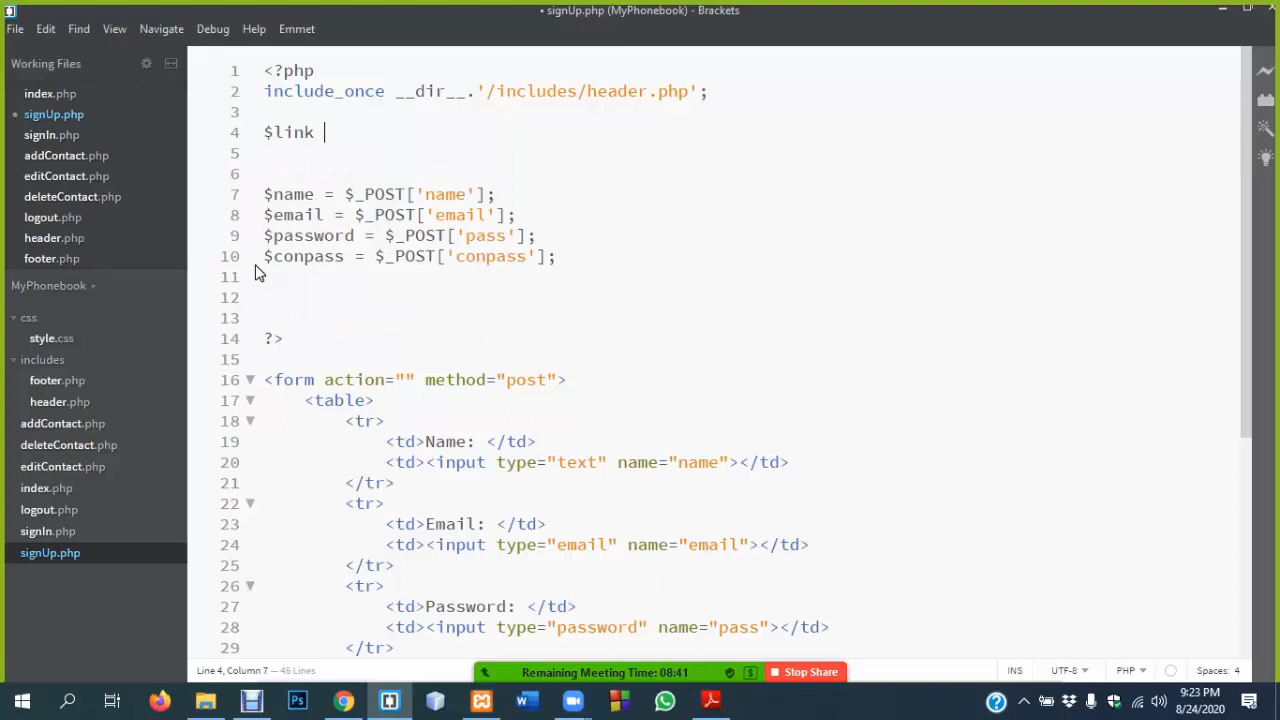 • signUp.php (MyPhonebook) - Brackets
File Edit Find View Navigate Debug Help Emmet
Working Files
index.php
signUp.php
signIn.php
addContact.php
editContact.php
deleteContact.php
logout.php
header.php
footer.php
MyPhonebook
css
style.css
includes
footer.php
header.php
addContact.php
deleteContact.php
editContact.php
index.php
logout.php
signIn.php
signUp.php
1 <?php
2 include_once __dir__.'/includes/header.php';
3
4 $link
5
6
7 $name = $_POST['name'];
8 $email = $_POST['email'];
9 $password = $_POST['pass'];
10 $conpass = $_POST['conpass'];
11
12
13
14 ?>
15
16 <form action="" method="post">
17 <table>
18 <tr>
19 <td>Name: </td>
20 <td><input type="text" name="name"></td>
21 </tr>
22 <tr>
23 <td>Email: </td>
24 <td><input type="email" name="email"></td>
25 </tr>
26 <tr>
27 <td>Password: </td>
28 <td><input type="password" name="pass"></td>
29 </tr>
Line 4, Column 7 — 45 Lines
Remaining Meeting Time: 08:41
Stop Share
INS UTF-8 PHP Spaces: 4
9:23 PM
8/24/2020